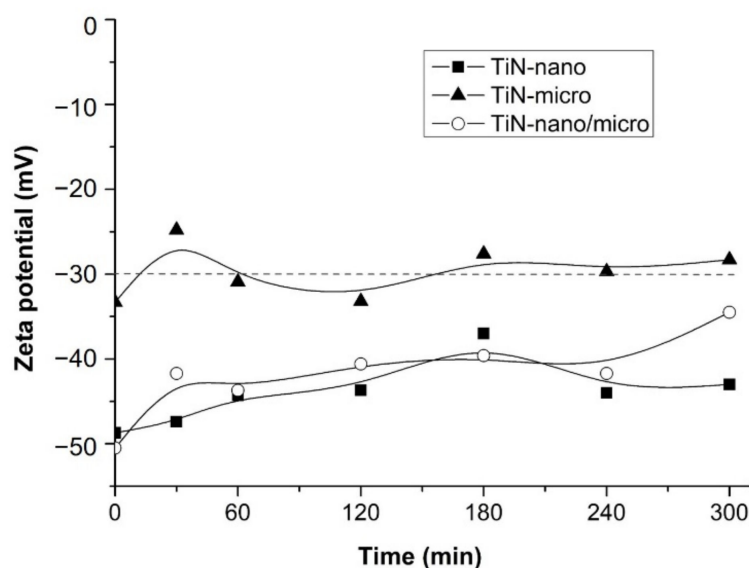 0
−10
−20
−30
−40
−50
Zeta potential (mV)
TiN-nano
TiN-micro
TiN-nano/micro
0 60 120 180 240 300
Time (min)